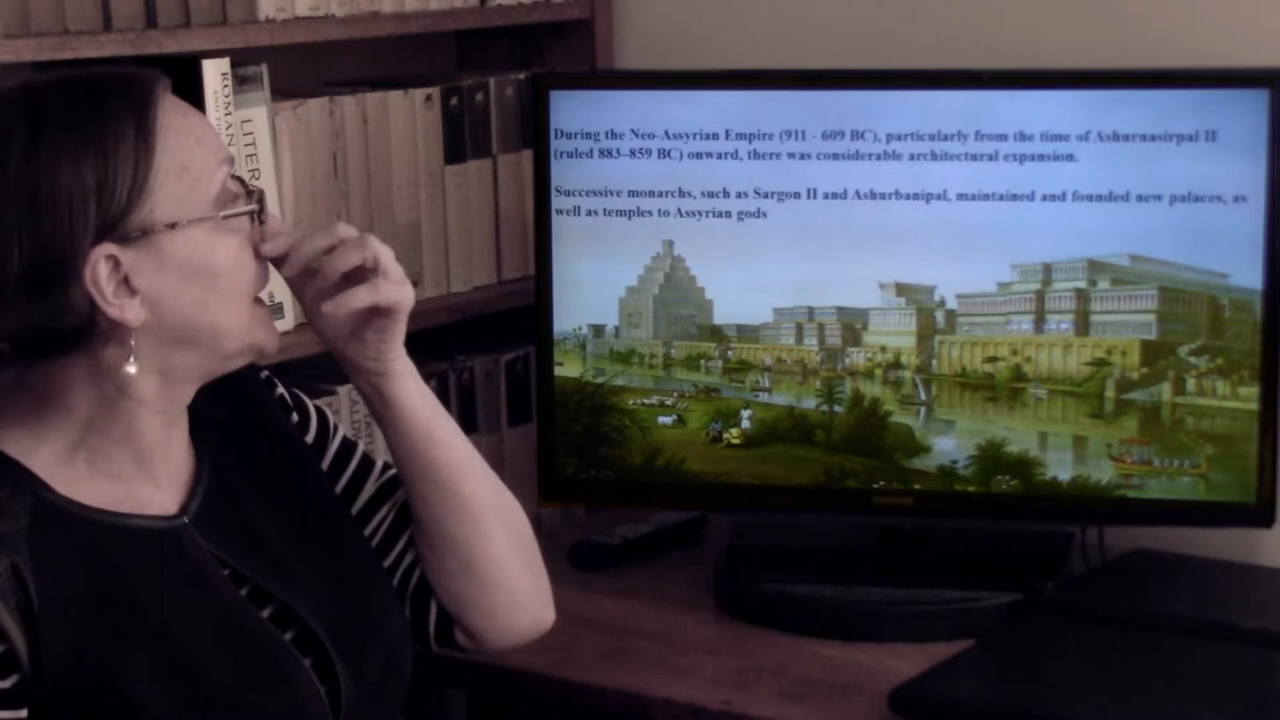 ROMAN
AND TH
LITER
During the Neo-Assyrian Empire (911 - 609 BC), particularly from the time of Ashurnasirpal II
(ruled 883–859 BC) onward, there was considerable architectural expansion.
Successive monarchs, such as Sargon II and Ashurbanipal, maintained and founded new palaces, as
well as temples to Assyrian gods